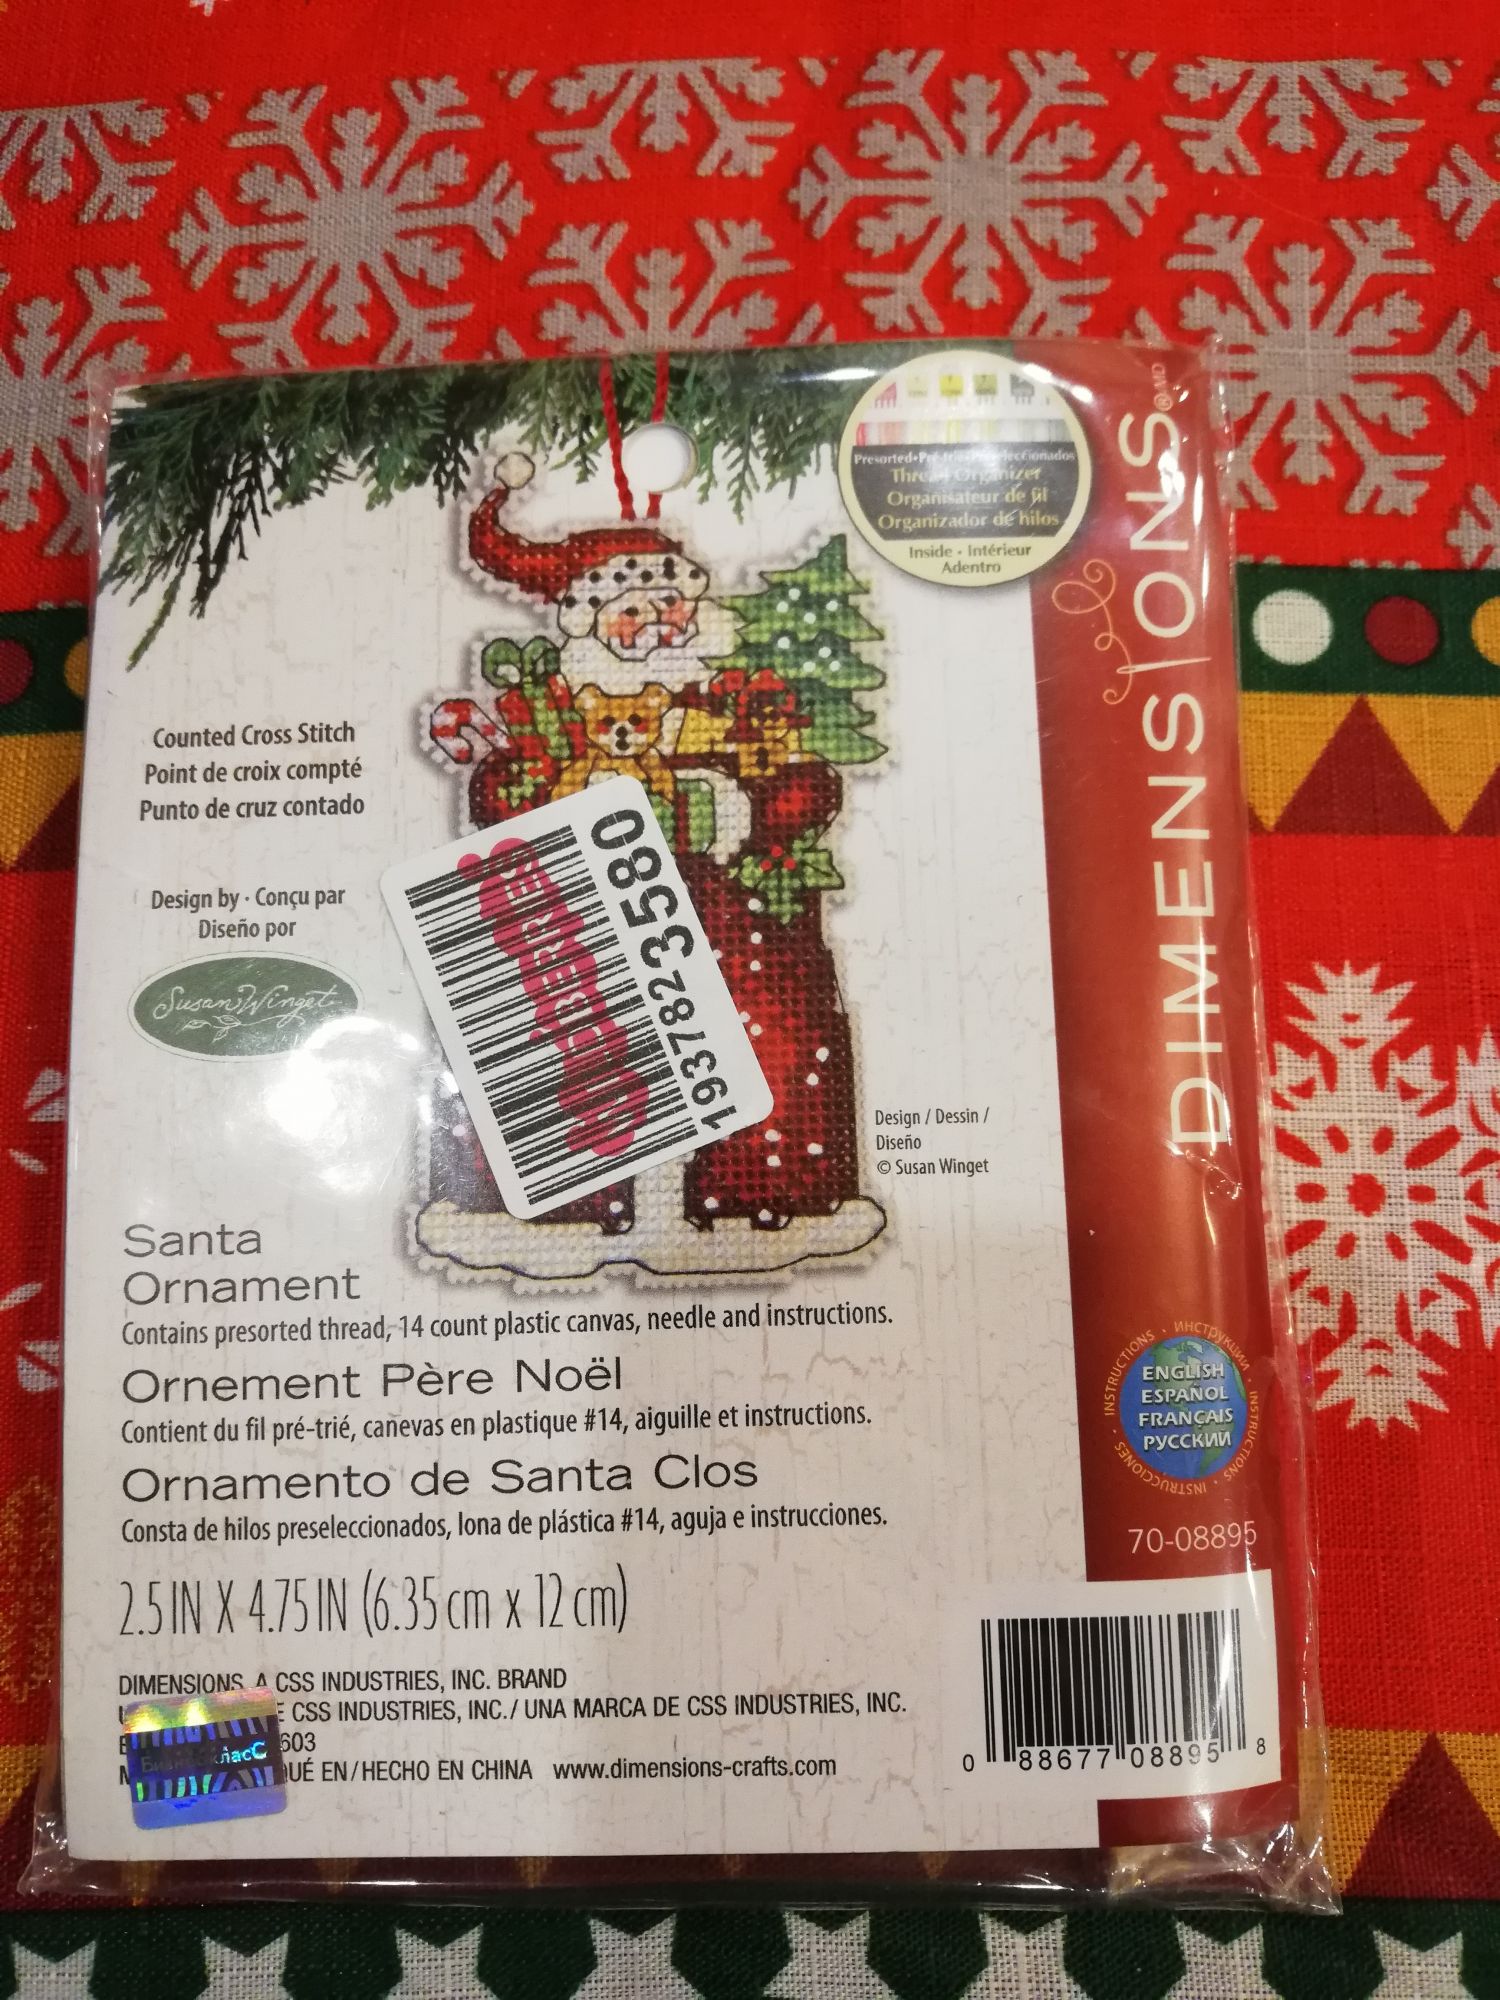 Presorted
Thread Organizer
Organisateur de fil
Organizador de hilos
Inside · Intérieur
Adentro
DIMENSIONS® MD
Counted Cross Stitch
Point de croix compté
Punto de cruz contado
Design by · Conçu par
Diseño por
Susan Winget
WILDBERRIES
1937823580
Design / Dessin /
Diseño
© Susan Winget
Santa
Ornament
Contains presorted thread, 14 count plastic canvas, needle and instructions.
Ornement Père Noël
Contient du fil pré-trié, canevas en plastique #14, aiguille et instructions.
Ornamento de Santa Clos
Consta de hilos preseleccionados, lona de plástica #14, aguja e instrucciones.
2.5 IN X 4.75 IN (6.35 cm x 12 cm)
DIMENSIONS, A CSS INDUSTRIES, INC. BRAND
CSS INDUSTRIES, INC. / UNA MARCA DE CSS INDUSTRIES, INC.
603
QUÉ EN / HECHO EN CHINA www.dimensions-crafts.com
INSTRUCTIONS · ИНСТРУКЦИИ · INSTRUCTIONS · INSTRUCCIONES ·
ENGLISH
ESPAÑOL
FRANÇAIS
РУССКИЙ
70-08895
0 88677 08895 8